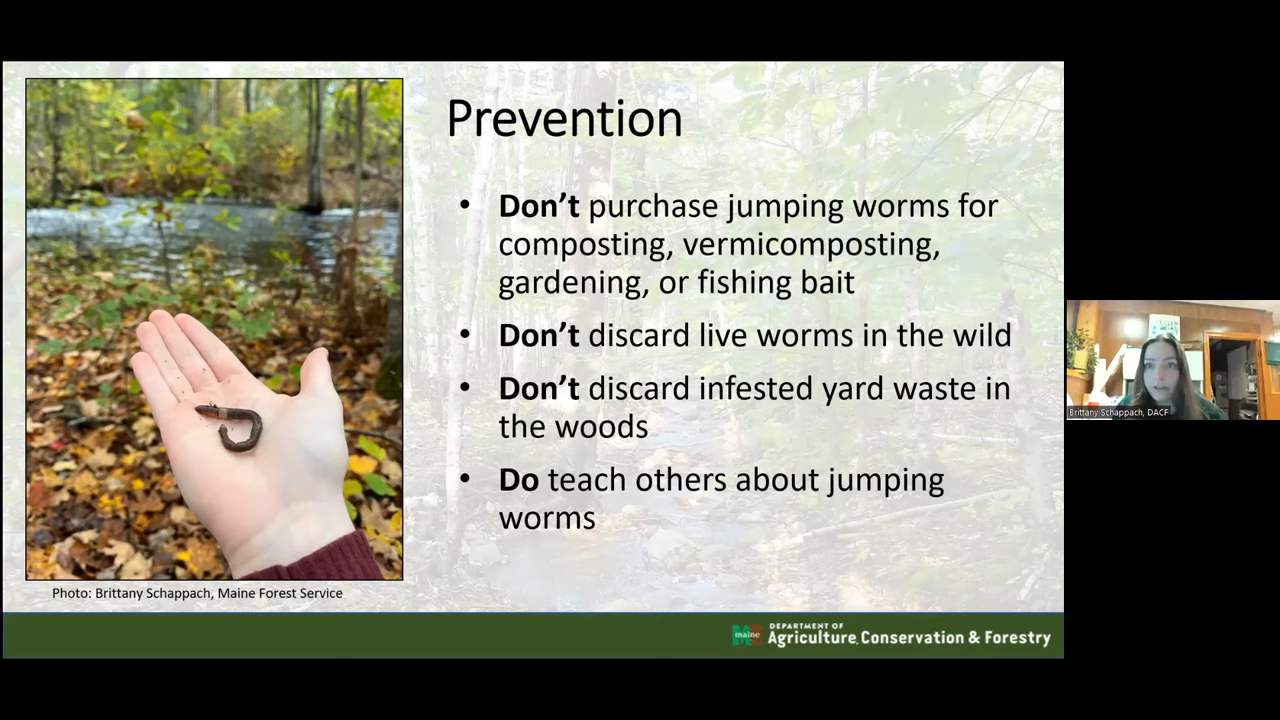 Prevention
• Don't purchase jumping worms for
composting, vermicomposting,
gardening, or fishing bait
• Don't discard live worms in the wild
• Don't discard infested yard waste in
the woods
• Do teach others about jumping
worms
Photo: Brittany Schappach, Maine Forest Service
maine
DEPARTMENT OF
Agriculture, Conservation & Forestry
Brittany Schappach, DACF